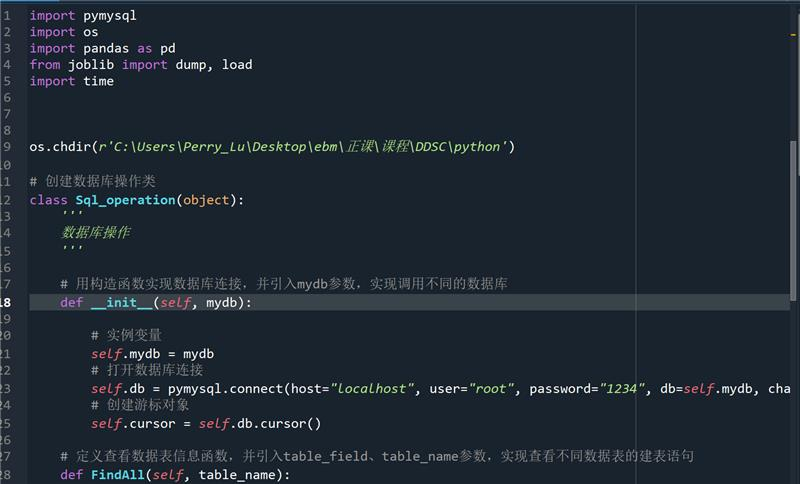 1 import pymysql
2 import os
3 import pandas as pd
4 from joblib import dump, load
5 import time
6
7
8
9 os.chdir(r'C:\Users\Perry_Lu\Desktop\ebm\正课\课程\DDSC\python')
10
11 # 创建数据库操作类
12 class Sql_operation(object):
13     '''
14     数据库操作
15     '''
16
17     # 用构造函数实现数据库连接，并引入mydb参数，实现调用不同的数据库
18     def __init__(self, mydb):
19
20         # 实例变量
21         self.mydb = mydb
22         # 打开数据库连接
23         self.db = pymysql.connect(host="localhost", user="root", password="1234", db=self.mydb, cha
24         # 创建游标对象
25         self.cursor = self.db.cursor()
26
27     # 定义查看数据表信息函数，并引入table_field、table_name参数，实现查看不同数据表的建表语句
28     def FindAll(self, table_name):